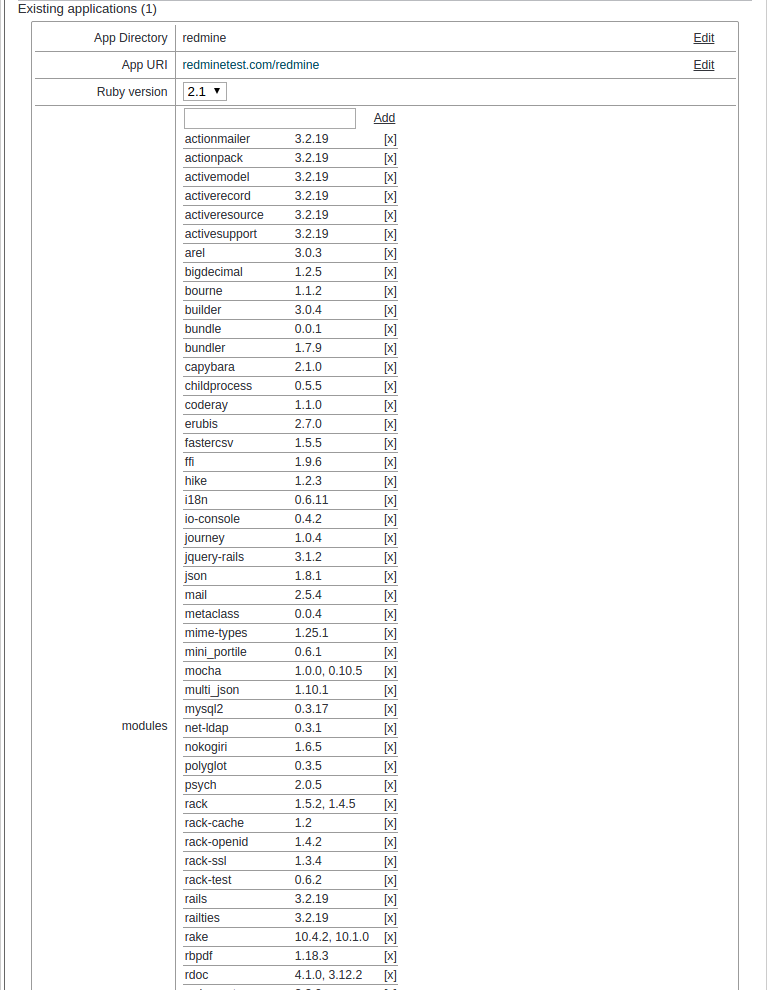 Existing applications (1)
App Directory redmine Edit
App URI redminetest.com/redmine Edit
Ruby version 2.1 ▼
Add
actionmailer 3.2.19 [x]
actionpack 3.2.19 [x]
activemodel 3.2.19 [x]
activerecord 3.2.19 [x]
activeresource 3.2.19 [x]
activesupport 3.2.19 [x]
arel 3.0.3 [x]
bigdecimal 1.2.5 [x]
bourne 1.1.2 [x]
builder 3.0.4 [x]
bundle 0.0.1 [x]
bundler 1.7.9 [x]
capybara 2.1.0 [x]
childprocess 0.5.5 [x]
coderay 1.1.0 [x]
erubis 2.7.0 [x]
fastercsv 1.5.5 [x]
ffi 1.9.6 [x]
hike 1.2.3 [x]
i18n 0.6.11 [x]
io-console 0.4.2 [x]
journey 1.0.4 [x]
jquery-rails 3.1.2 [x]
json 1.8.1 [x]
mail 2.5.4 [x]
metaclass 0.0.4 [x]
mime-types 1.25.1 [x]
mini_portile 0.6.1 [x]
mocha 1.0.0, 0.10.5 [x]
multi_json 1.10.1 [x]
mysql2 0.3.17 [x]
modules net-ldap 0.3.1 [x]
nokogiri 1.6.5 [x]
polyglot 0.3.5 [x]
psych 2.0.5 [x]
rack 1.5.2, 1.4.5 [x]
rack-cache 1.2 [x]
rack-openid 1.4.2 [x]
rack-ssl 1.3.4 [x]
rack-test 0.6.2 [x]
rails 3.2.19 [x]
railties 3.2.19 [x]
rake 10.4.2, 10.1.0 [x]
rbpdf 1.18.3 [x]
rdoc 4.1.0, 3.12.2 [x]